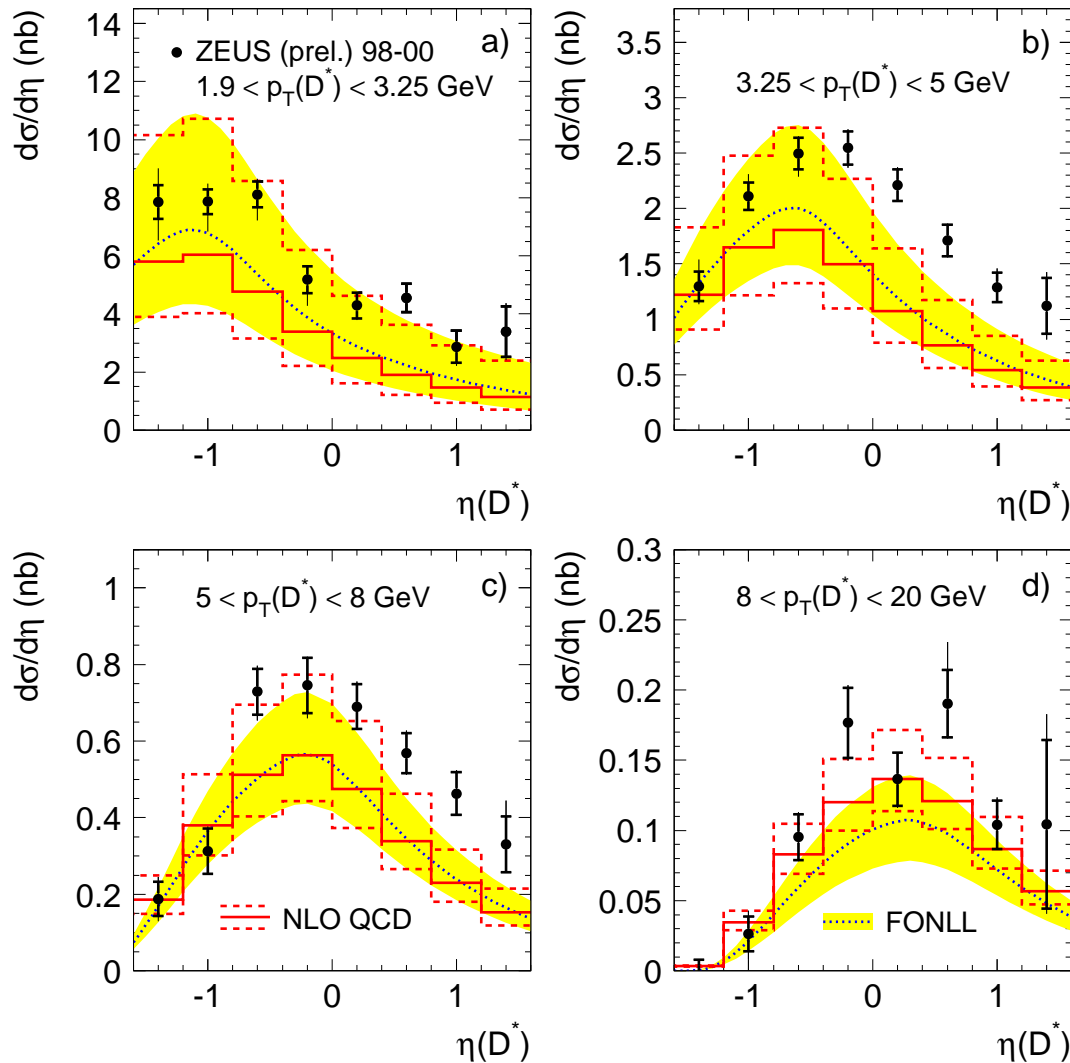 dσ/dη (nb)
14
12
10
8
6
4
2
0
a)
ZEUS (prel.) 98-00
1.9 < p_T(D^*) < 3.25 GeV
-1 0 1
η(D^*)
dσ/dη (nb)
3.5
3
2.5
2
1.5
1
0.5
0
b)
3.25 < p_T(D^*) < 5 GeV
-1 0 1
η(D^*)
dσ/dη (nb)
1
0.8
0.6
0.4
0.2
0
c)
5 < p_T(D^*) < 8 GeV
NLO QCD
-1 0 1
η(D^*)
dσ/dη (nb)
0.3
0.25
0.2
0.15
0.1
0.05
0
d)
8 < p_T(D^*) < 20 GeV
FONLL
-1 0 1
η(D^*)